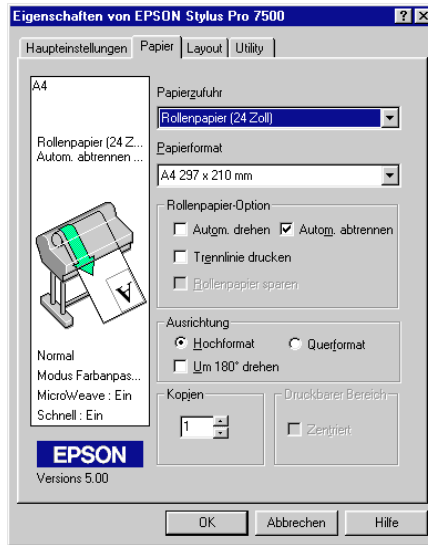 Eigenschaften von EPSON Stylus Pro 7500
Haupteinstellungen Papier Layout Utility
A4
Rollenpapier (24 Z...
Autom. abtrennen ...
A
Normal
Modus Farbanpas...
MicroWeave : Ein
Schnell : Ein
EPSON
Versions 5.00
Papierzufuhr
Rollenpapier (24 Zoll)
Papierformat
A4 297 x 210 mm
Rollenpapier-Option
Autom. drehen Autom. abtrennen
Trennlinie drucken
Rollenpapier sparen
Ausrichtung
Hochformat Querformat
Um 180° drehen
Kopien
1
Druckbarer Bereich
Zentriert
OK Abbrechen Hilfe